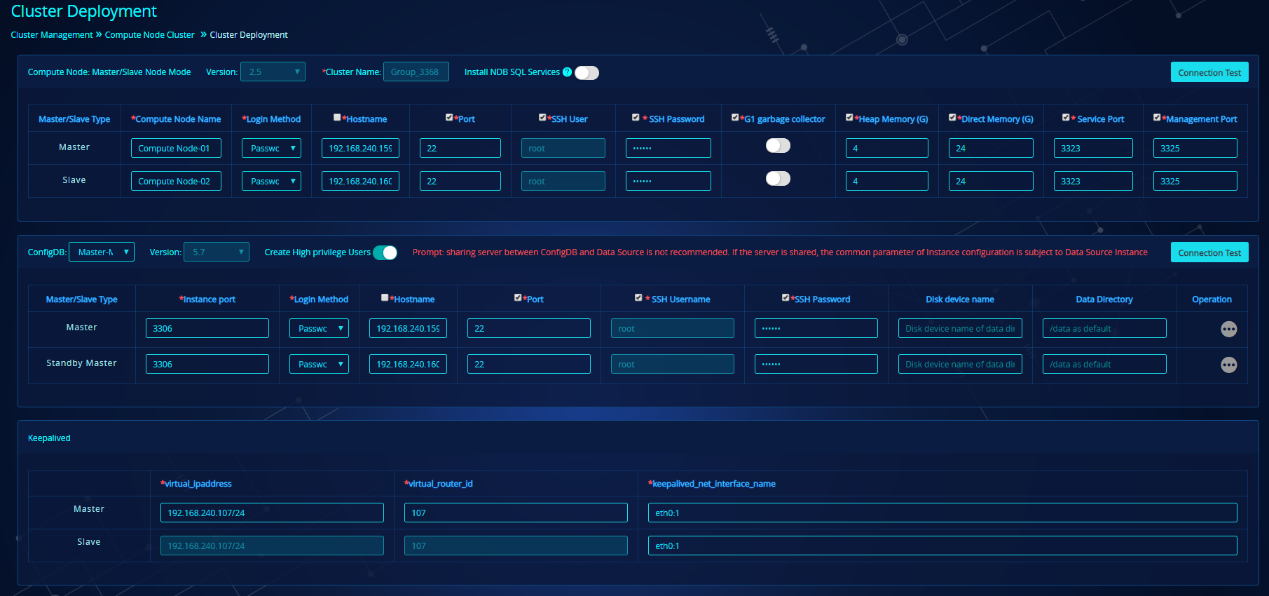 Cluster Deployment
Cluster Management » Compute Node Cluster » Cluster Deployment
Compute Node: Master/Slave Node Mode Version: 2.5 *Cluster Name: Group_3368 Install NDB SQL Services ? Connection Test
Master/Slave Type *Compute Node Name *Login Method *Hostname *Port *SSH User * SSH Password *G1 garbage collector *Heap Memory (G) *Direct Memory (G) * Service Port *Management Port
Master Compute Node-01 Passwc 192.168.240.159 22 root •••••• 4 24 3323 3325
Slave Compute Node-02 Passwc 192.168.240.160 22 root •••••• 4 24 3323 3325
ConfigDB: Master-M Version: 5.7 Create High privilege Users Prompt: sharing server between ConfigDB and Data Source is not recommended. If the server is shared, the common parameter of Instance configuration is subject to Data Source Instance Connection Test
Master/Slave Type *Instance port *Login Method *Hostname *Port * SSH Username *SSH Password Disk device name Data Directory Operation
Master 3306 Passwc 192.168.240.159 22 root •••••• Disk device name of data dir /data as default
Standby Master 3306 Passwc 192.168.240.160 22 root •••••• Disk device name of data dir /data as default
Keepalived
*virtual_ipaddress *virtual_router_id *keepalived_net_interface_name
Master 192.168.240.107/24 107 eth0:1
Slave 192.168.240.107/24 107 eth0:1